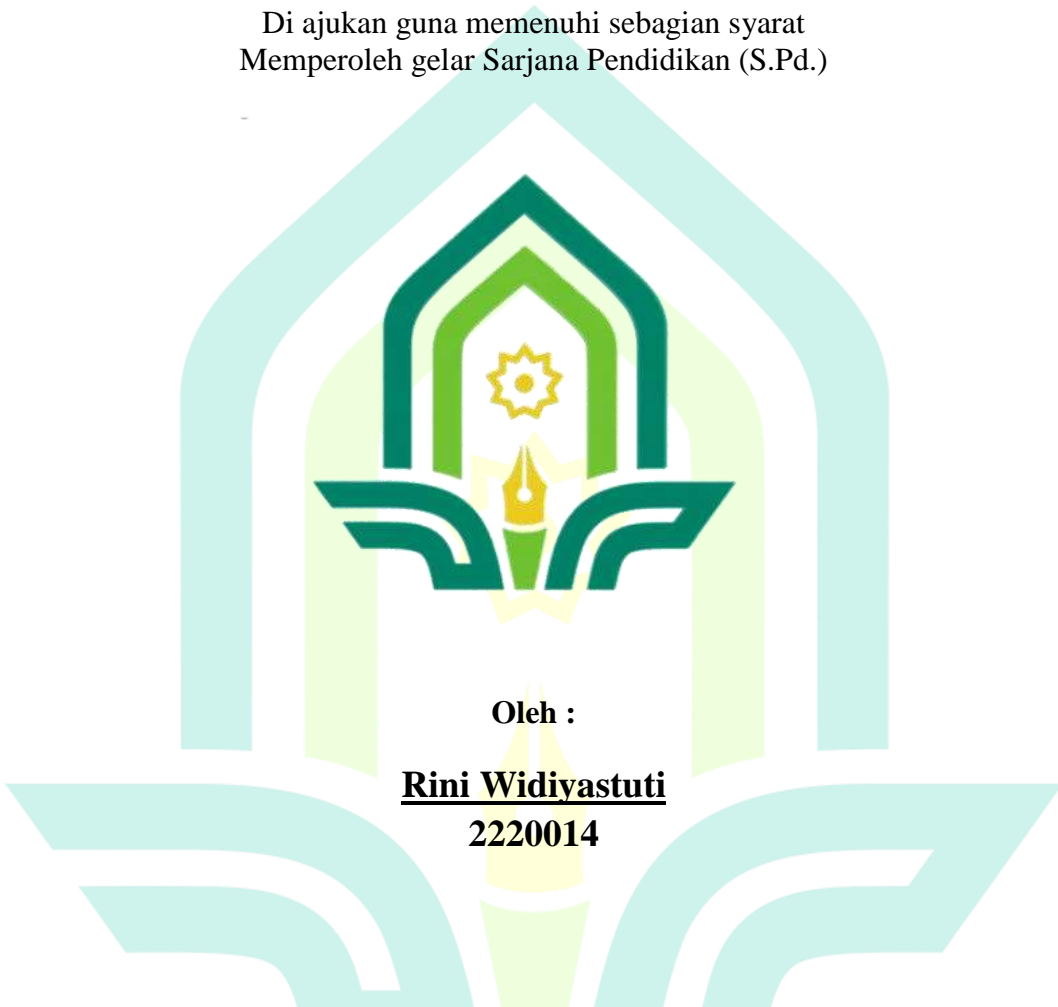 Di ajukan guna memenuhi sebagian syarat
Memperoleh gelar Sarjana Pendidikan (S.Pd.)
Oleh :
Rini Widiyastuti
2220014